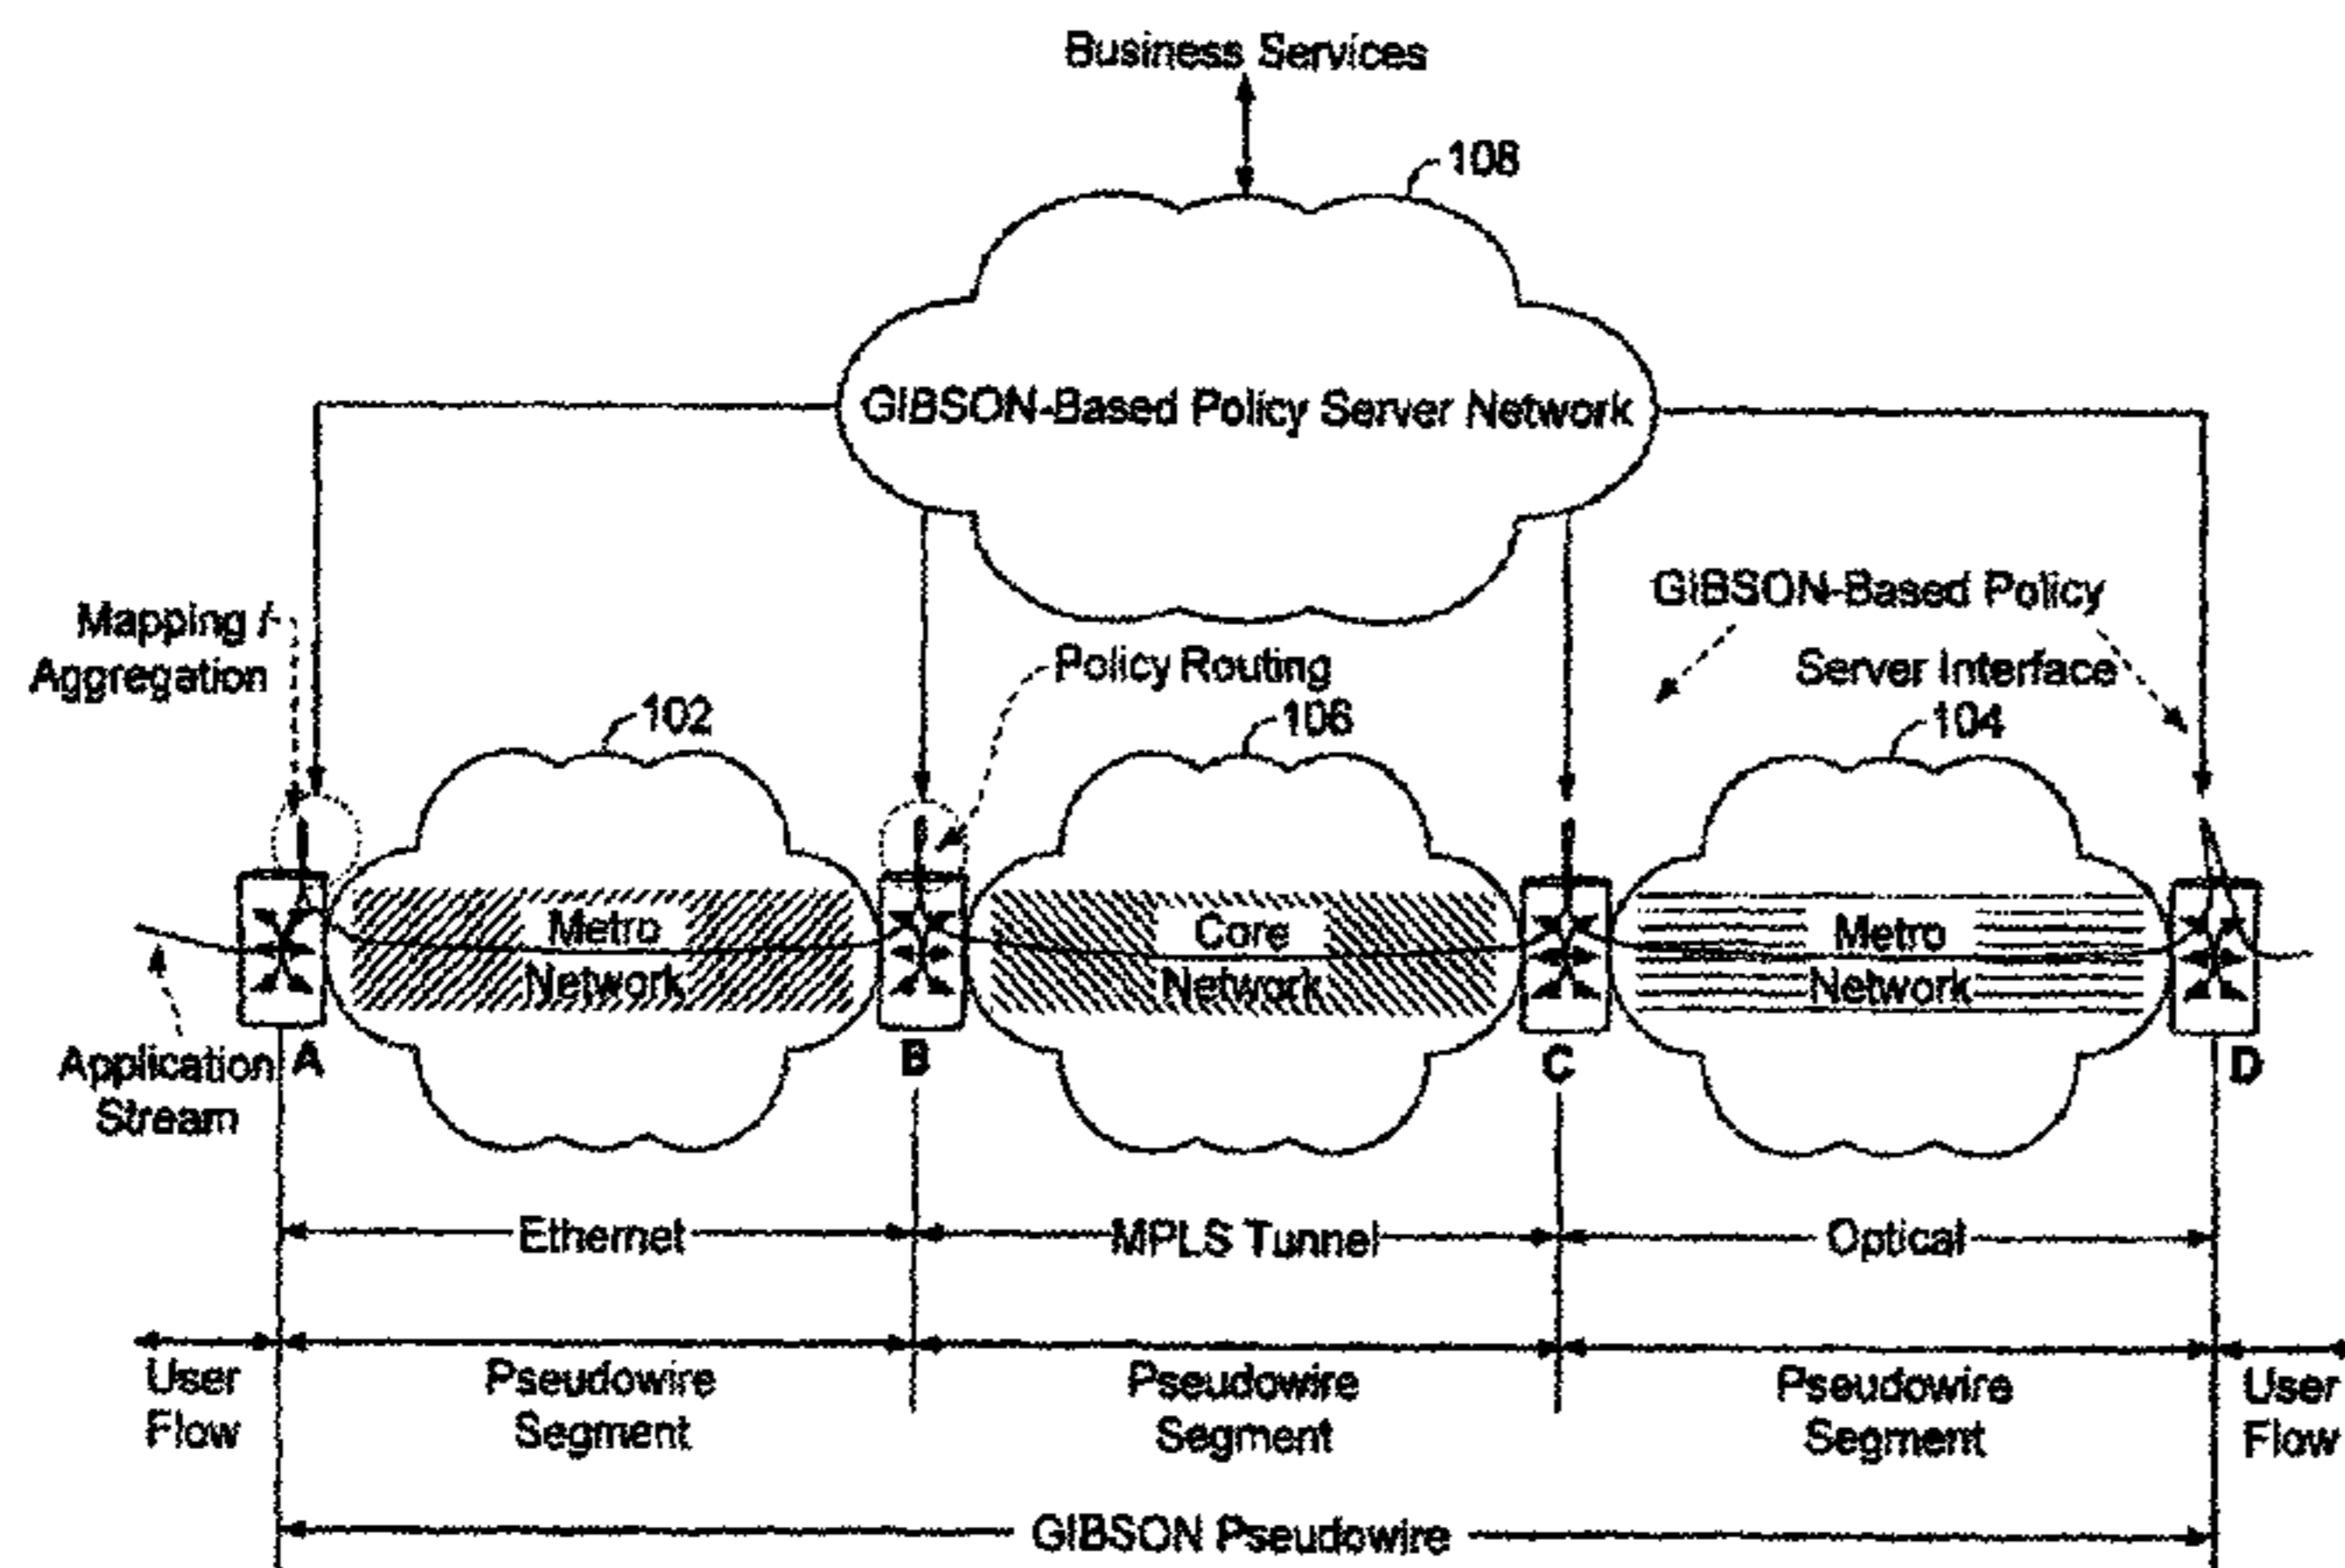 Business Services
108
GIBSON-Based Policy Server Network
Mapping /
Aggregation
GIBSON-Based Policy
Server Interface
Policy Routing
102
106
104
Metro
Network
Core
Network
Metro
Network
Application
Stream
A
B
C
D
Ethernet
MPLS Tunnel
Optical
User
Flow
Pseudowire
Segment
Pseudowire
Segment
Pseudowire
Segment
User
Flow
GIBSON Pseudowire